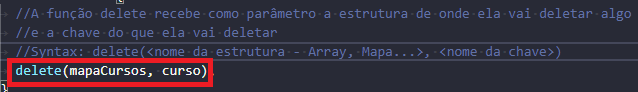 {
//A função delete recebe como parâmetro a estrutura de onde ela vai deletar algo
//e a chave do que ela vai deletar
//Syntax: delete(<nome da estrutura - Array, Mapa...>, <nome da chave>)
delete(mapaCursos, curso)
}